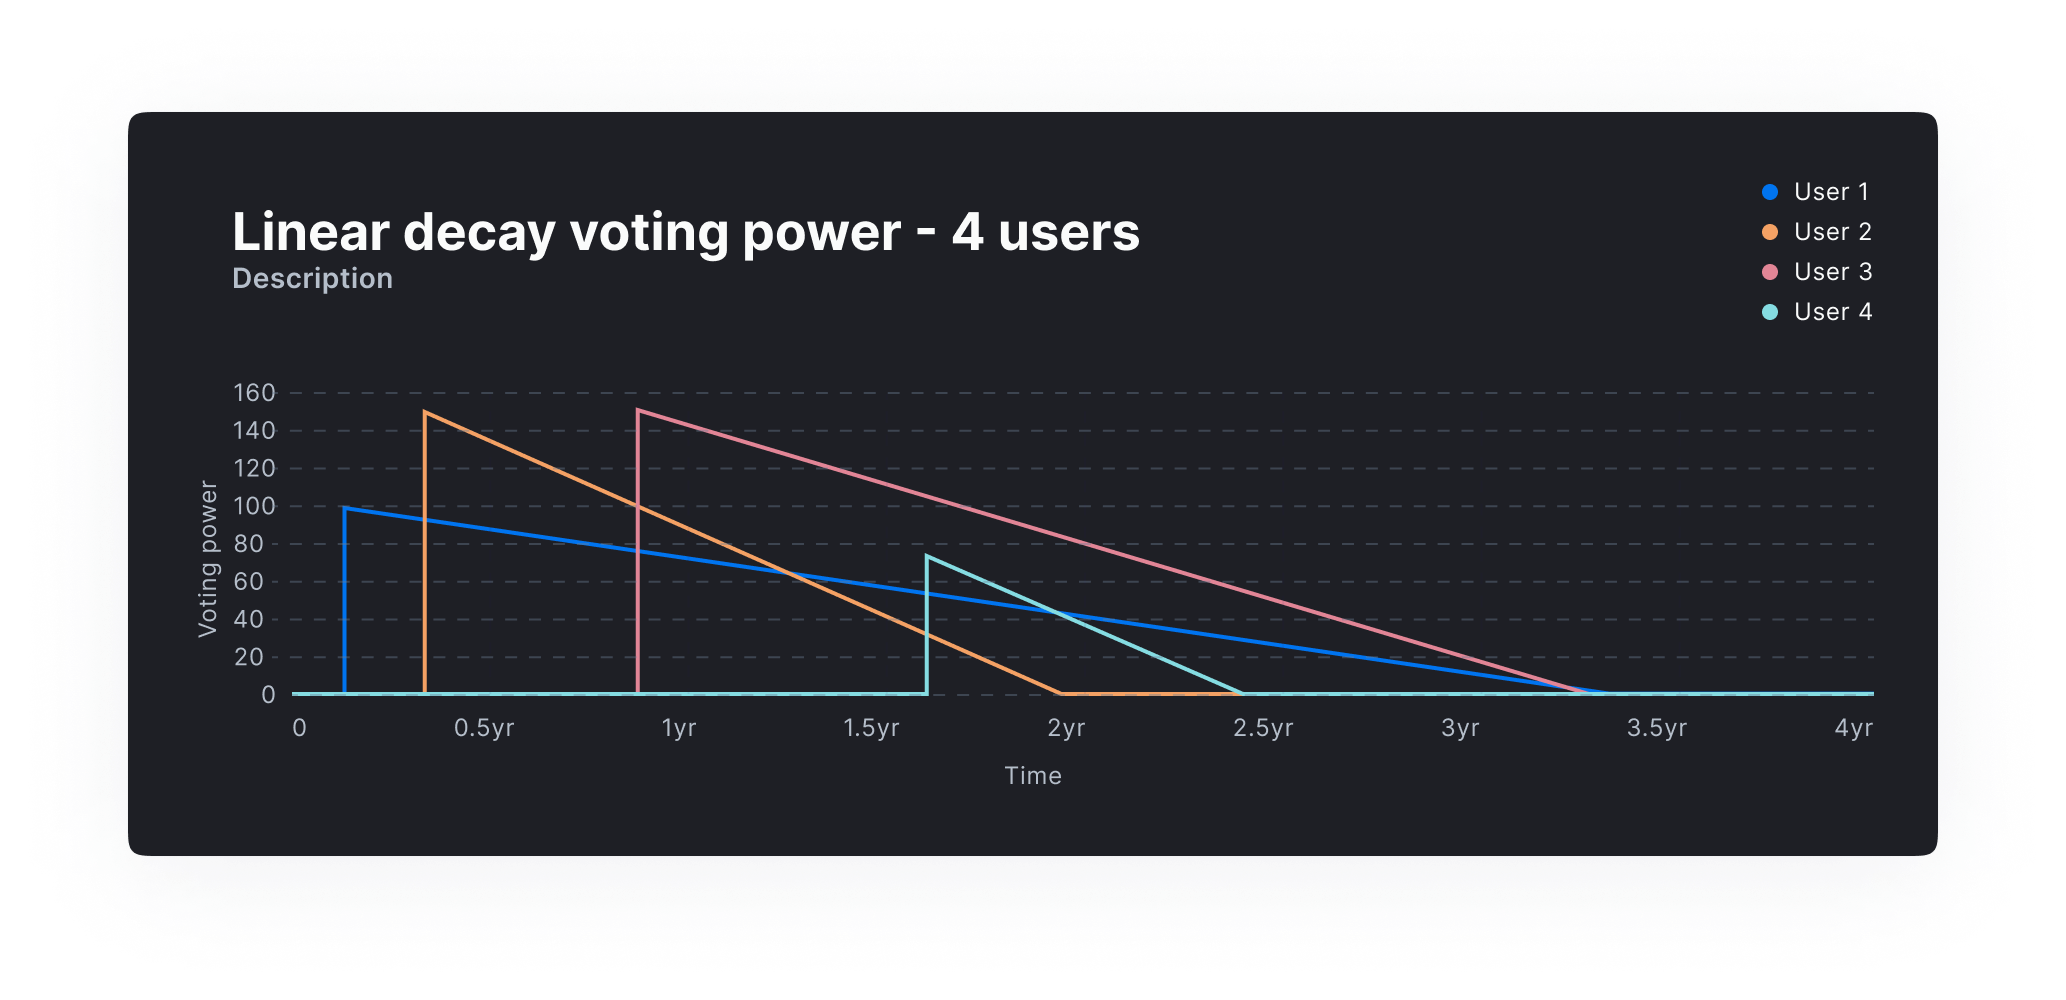 Linear decay voting power - 4 users
Description
User 1
User 2
User 3
User 4
160
140
120
100
80
60
40
20
0
Voting power
0 0.5yr 1yr 1.5yr 2yr 2.5yr 3yr 3.5yr 4yr
Time